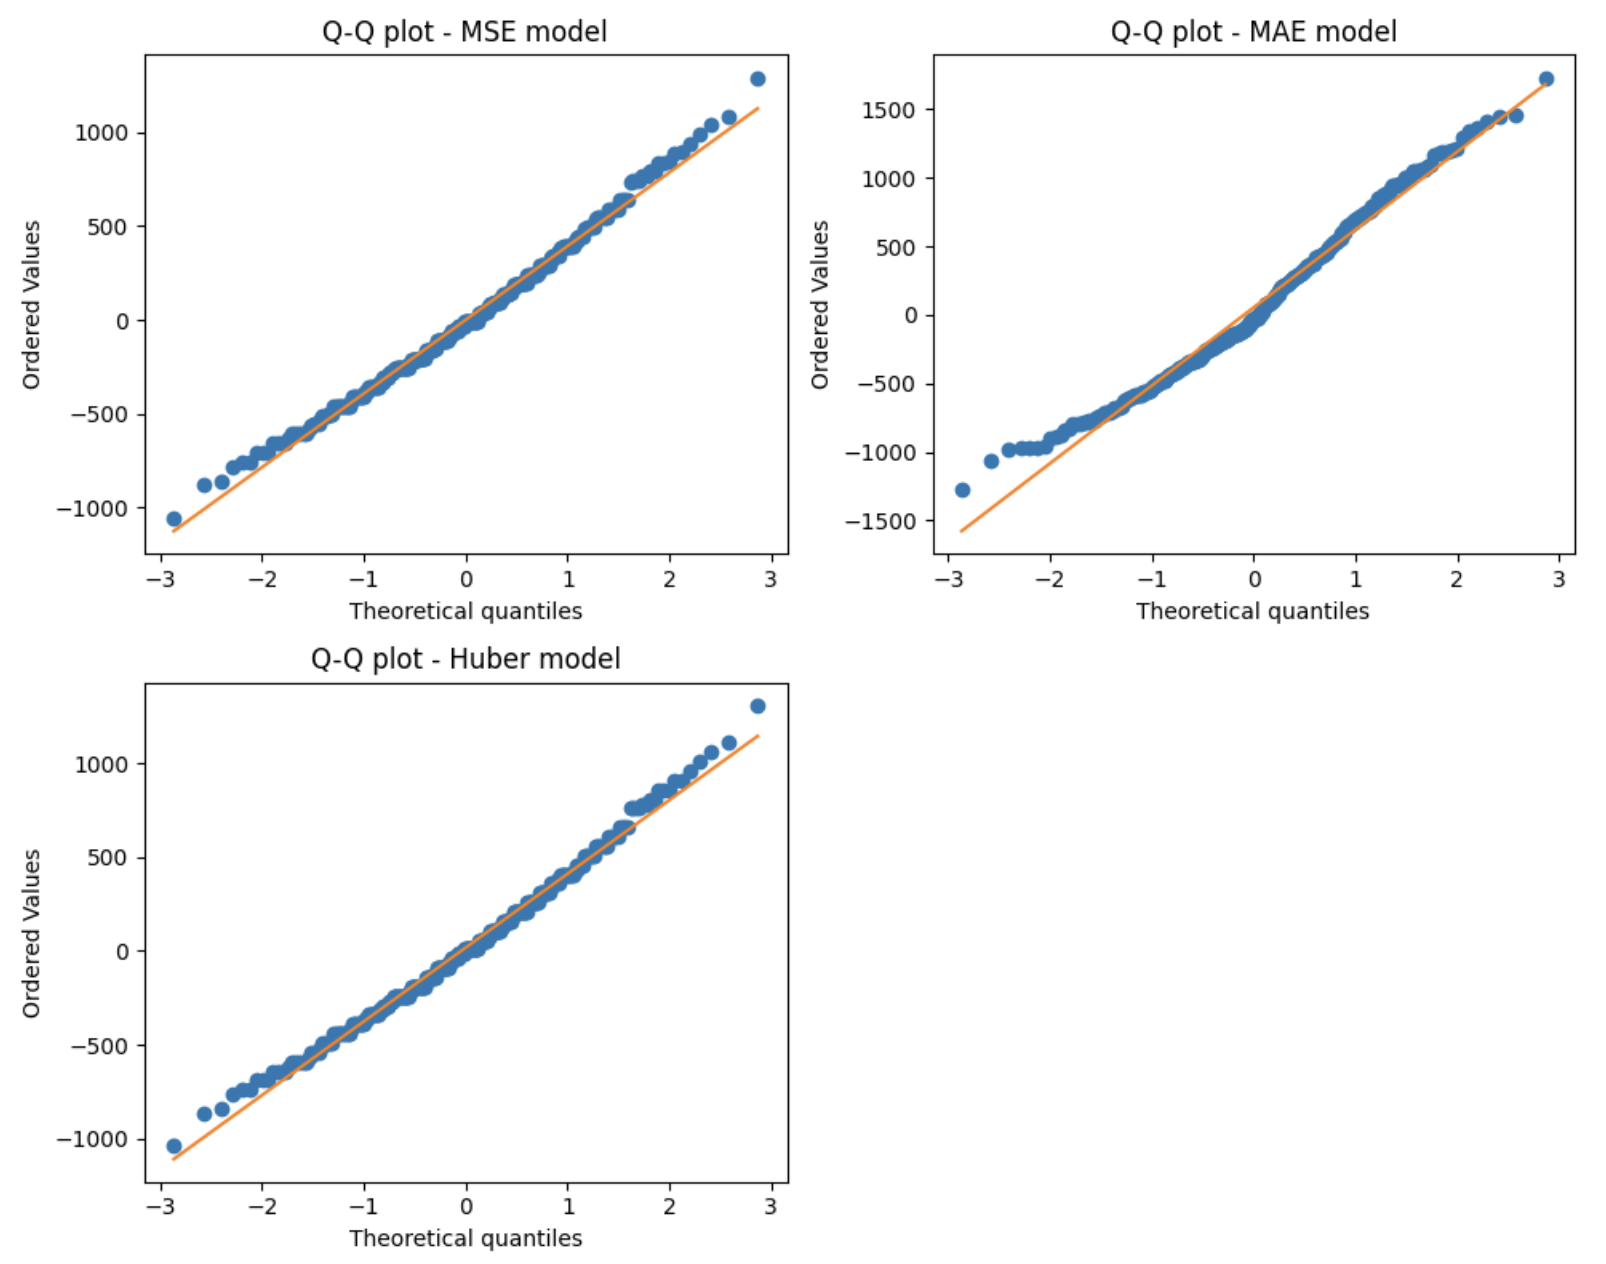 Q-Q plot - MSE model
Ordered Values
1000
500
0
−500
−1000
−3 −2 −1 0 1 2 3
Theoretical quantiles
Q-Q plot - MAE model
Ordered Values
1500
1000
500
0
−500
−1000
−1500
−3 −2 −1 0 1 2 3
Theoretical quantiles
Q-Q plot - Huber model
Ordered Values
1000
500
0
−500
−1000
−3 −2 −1 0 1 2 3
Theoretical quantiles